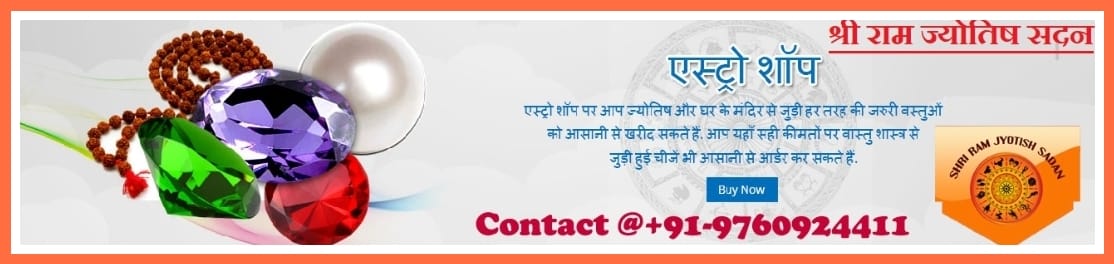 श्री राम ज्योतिष सदन
एस्ट्रो शॉप
एस्ट्रो शॉप पर आप ज्योतिष और घर के मंदिर से जुड़ी हर तरह की जरुरी वस्तुओं
को आसानी से खरीद सकते हैं. आप यहाँ सही कीमतों पर वास्तु शास्त्र से
जुड़ी हुई चीजें भी आसानी से आर्डर कर सकते हैं.
Buy Now
Contact @+91-9760924411
SHRI RAM JYOTISH SADAN